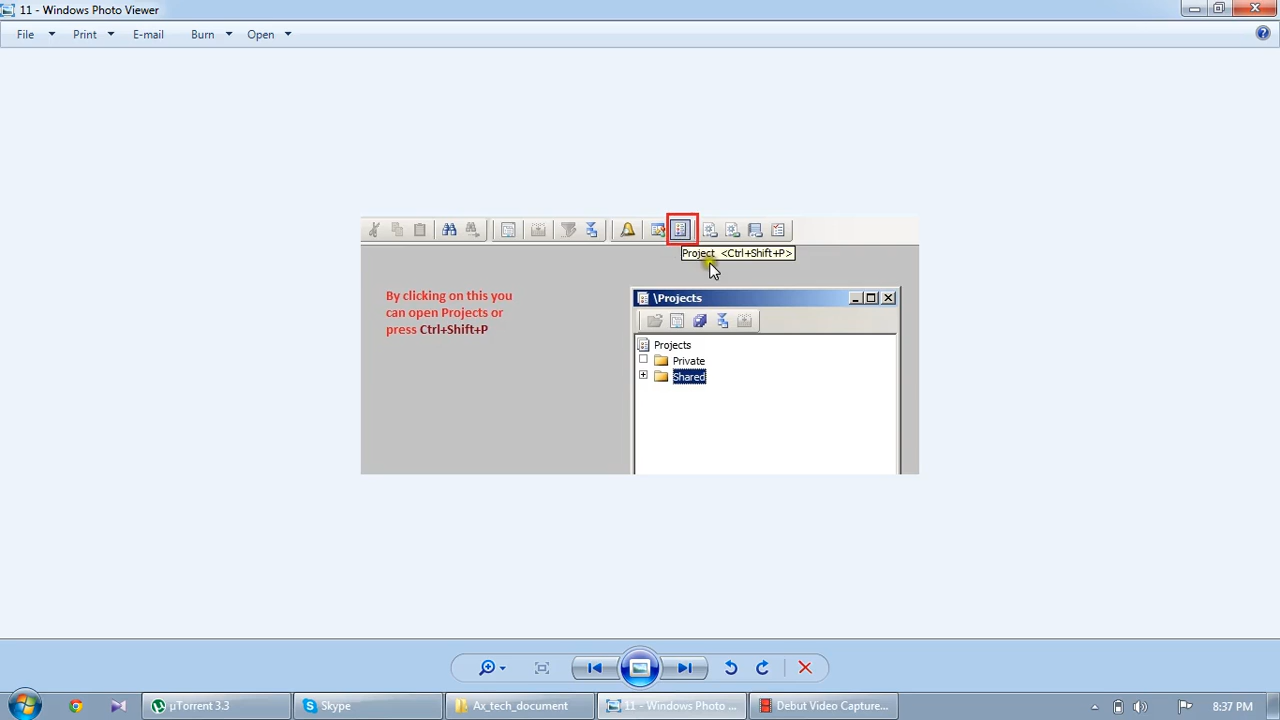 11 - Windows Photo Viewer
File Print E-mail Burn Open
Project <Ctrl+Shift+P>
By clicking on this you
can open Projects or
press Ctrl+Shift+P
\Projects
Projects
Private
Shared
µTorrent 3.3 Skype Ax_tech_document 11 - Windows Photo ... Debut Video Capture... 8:37 PM